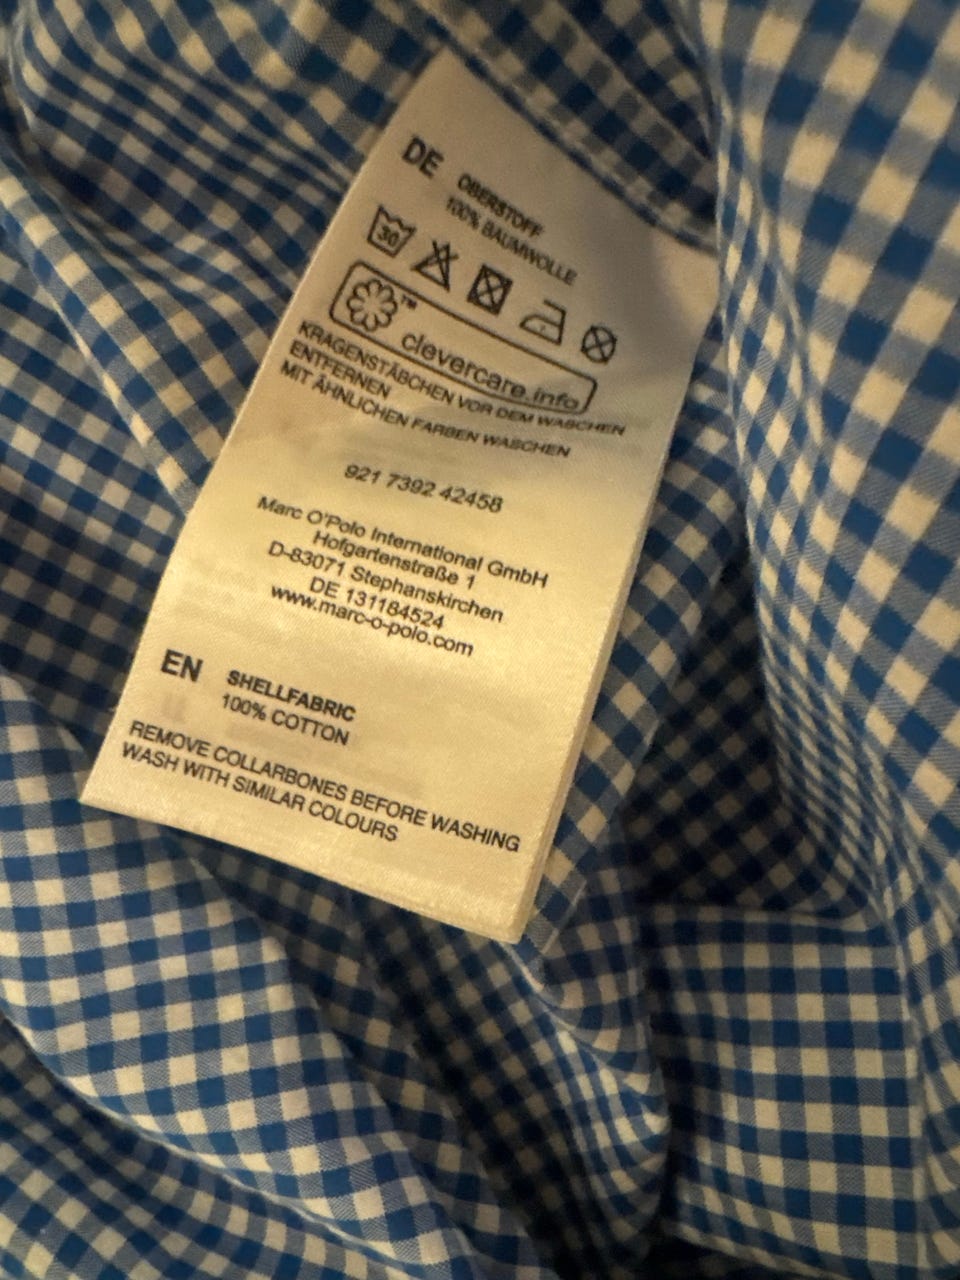 DE
OBERSTOFF
100% BAUMWOLLE
30
™ clevercare.info
KRAGENSTÄBCHEN VOR DEM WASCHEN
ENTFERNEN
MIT ÄHNLICHEN FARBEN WASCHEN
921 7392 42458
Marc O'Polo International GmbH
Hofgartenstraße 1
D-83071 Stephanskirchen
DE 131184524
www.marc-o-polo.com
EN
SHELLFABRIC
100% COTTON
REMOVE COLLARBONES BEFORE WASHING
WASH WITH SIMILAR COLOURS